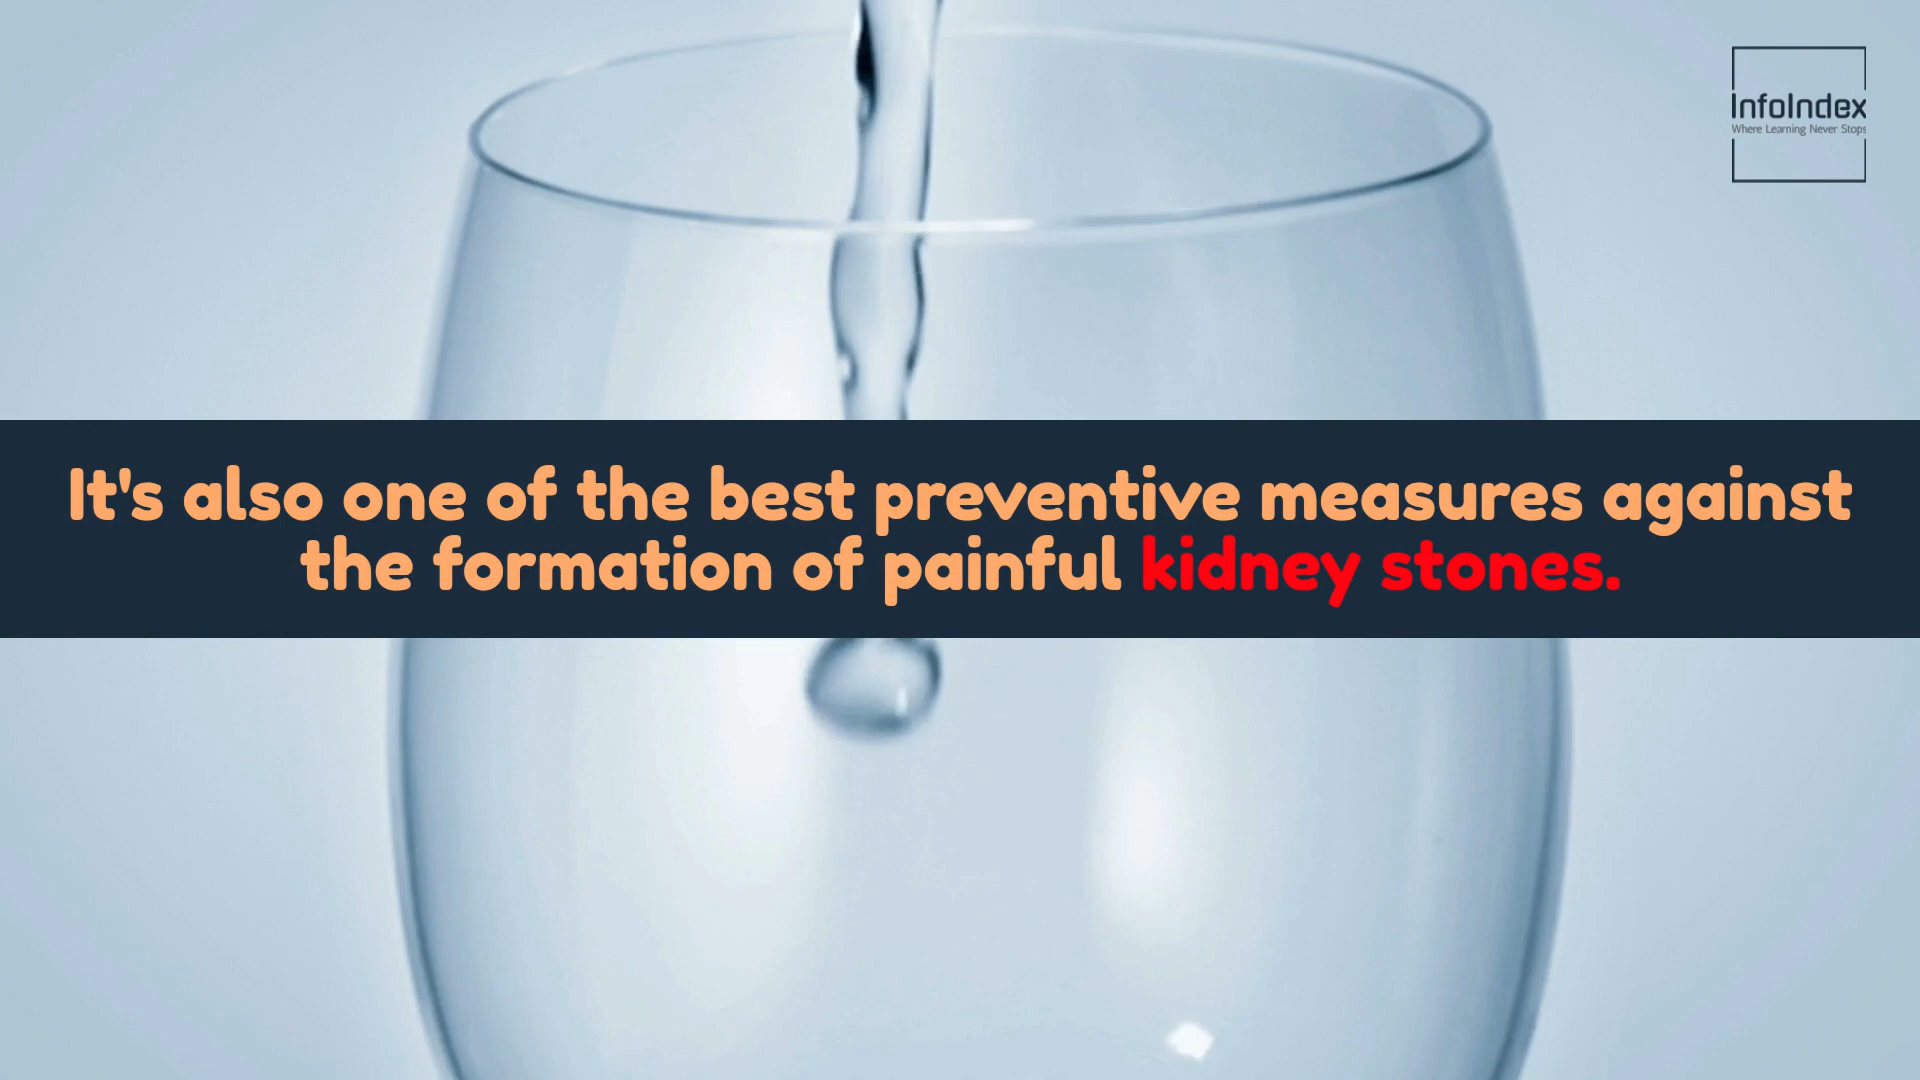 InfoIndex
Where Learning Never Stops
It's also one of the best preventive measures against
the formation of painful kidney stones.